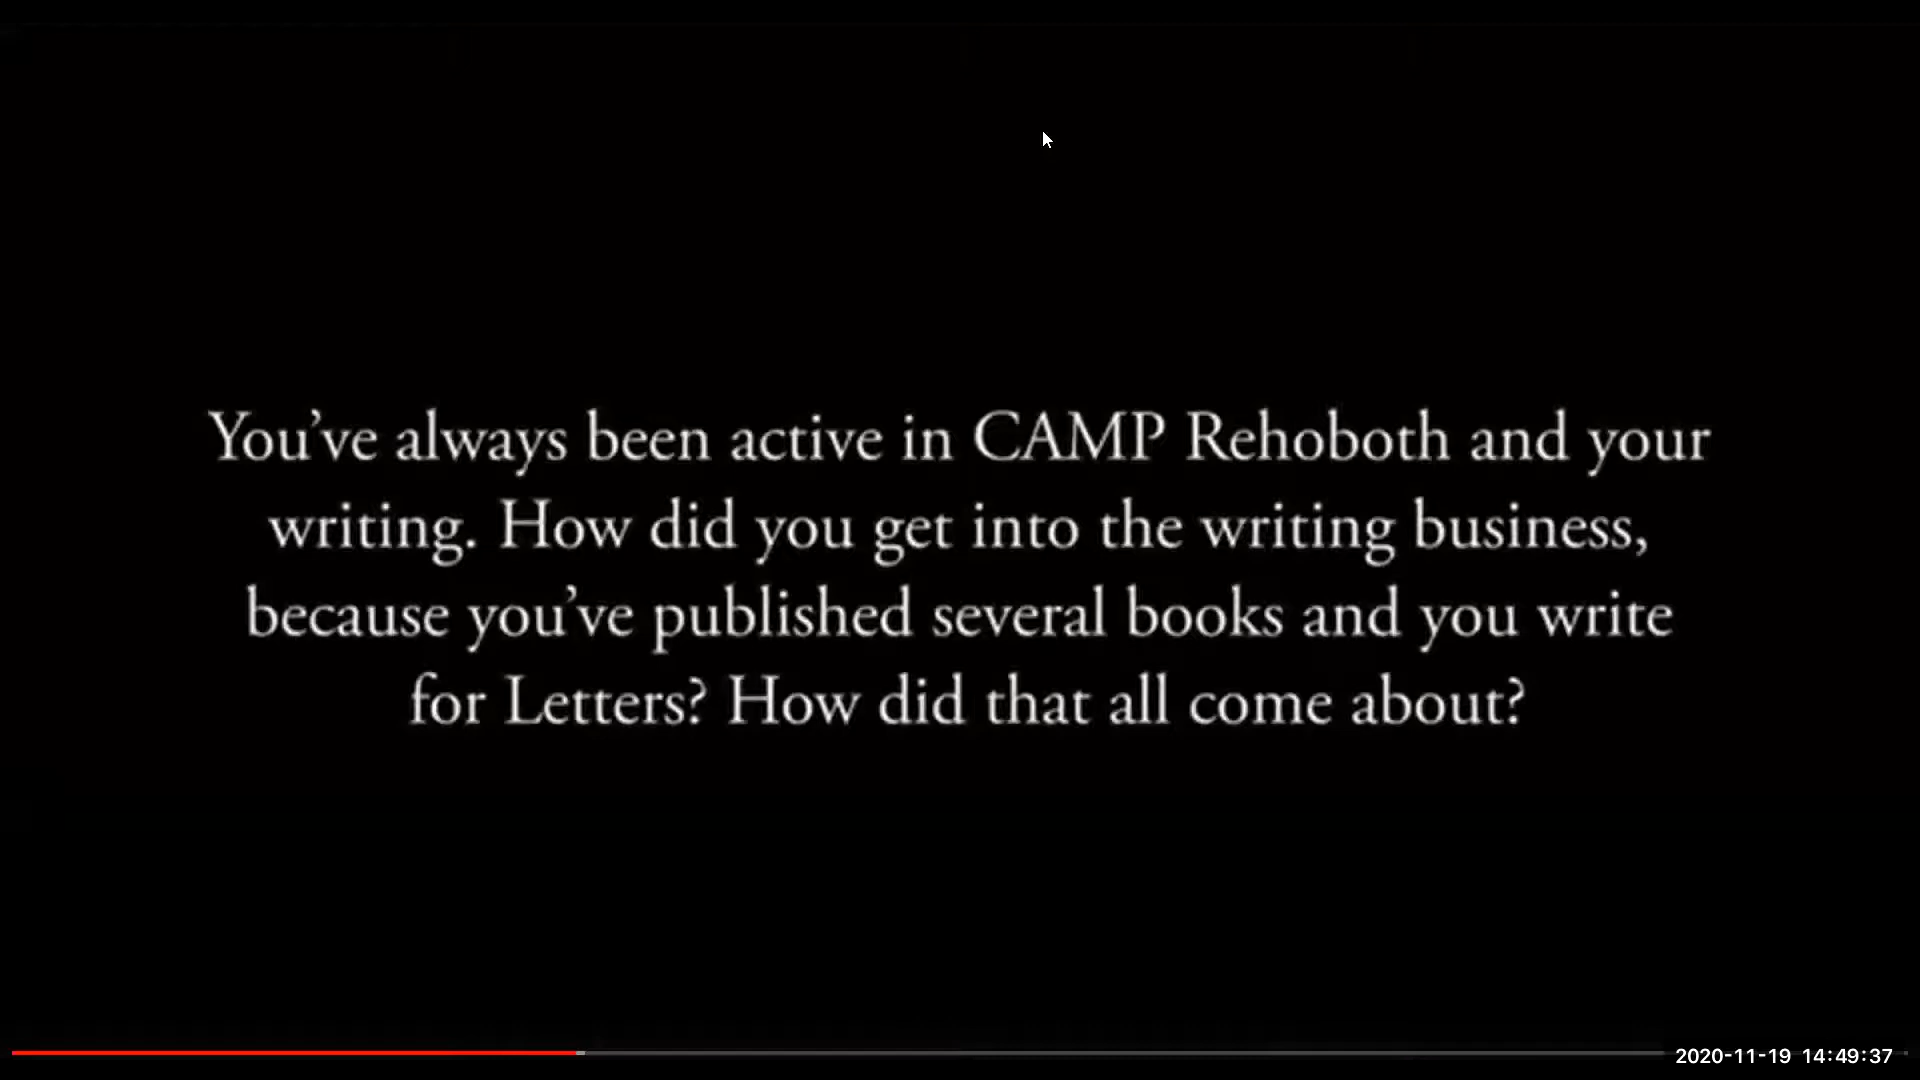 You’ve always been active in CAMP Rehoboth and your
writing. How did you get into the writing business,
because you’ve published several books and you write
for Letters? How did that all come about?
2020-11-19 14:49:37